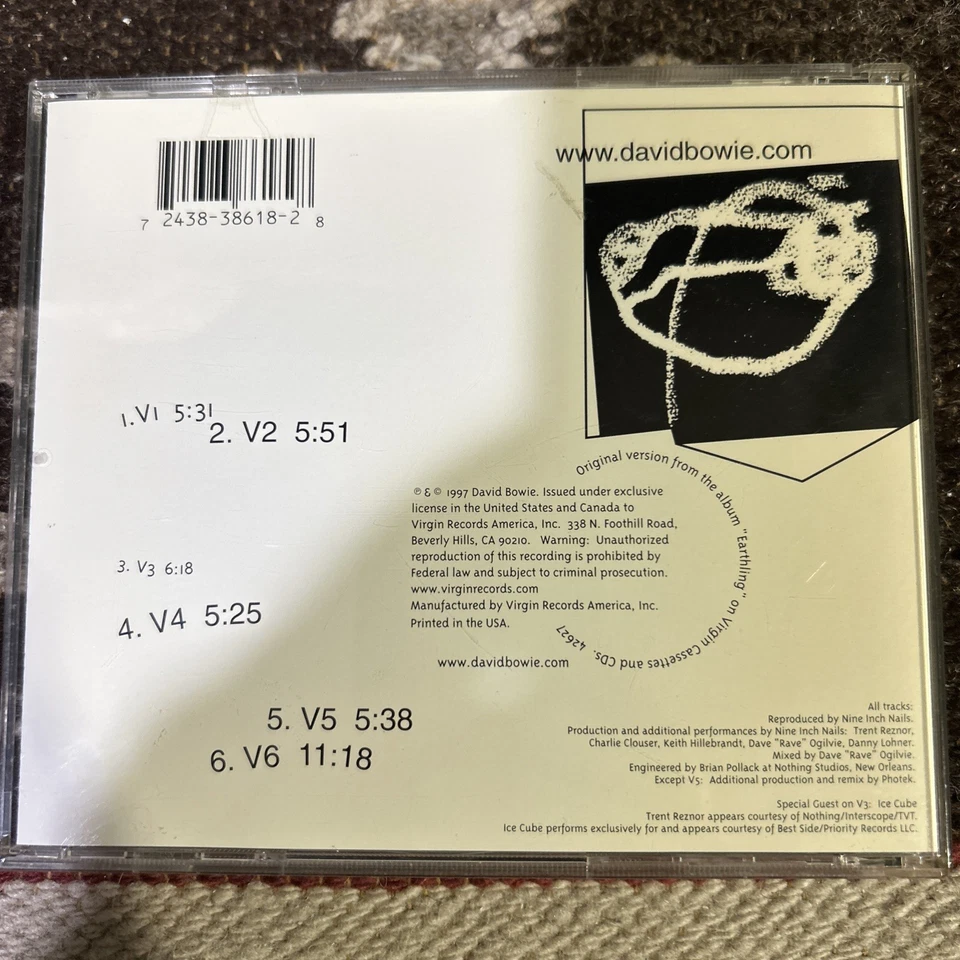 7 2438-38618-2 8
www.davidbowie.com
1. V1 5:31
2. V2 5:51
3. V3 6:18
4. V4 5:25
5. V5 5:38
6. V6 11:18
℗ & © 1997 David Bowie. Issued under exclusive
license in the United States and Canada to
Virgin Records America, Inc. 338 N. Foothill Road,
Beverly Hills, CA 90210. Warning: Unauthorized
reproduction of this recording is prohibited by
Federal law and subject to criminal prosecution.
www.virginrecords.com
Manufactured by Virgin Records America, Inc.
Printed in the USA.
www.davidbowie.com
Original version from the album "Earthling" on Virgin Cassettes and CDs. 42627
All tracks:
Reproduced by Nine Inch Nails.
Production and additional performances by Nine Inch Nails: Trent Reznor,
Charlie Clouser, Keith Hillebrandt, Dave "Rave" Ogilvie, Danny Lohner.
Mixed by Dave "Rave" Ogilvie.
Engineered by Brian Pollack at Nothing Studios, New Orleans.
Except V5: Additional production and remix by Photek.
Special Guest on V3: Ice Cube
Trent Reznor appears courtesy of Nothing/Interscope/TVT.
Ice Cube performs exclusively for and appears courtesy of Best Side/Priority Records LLC.